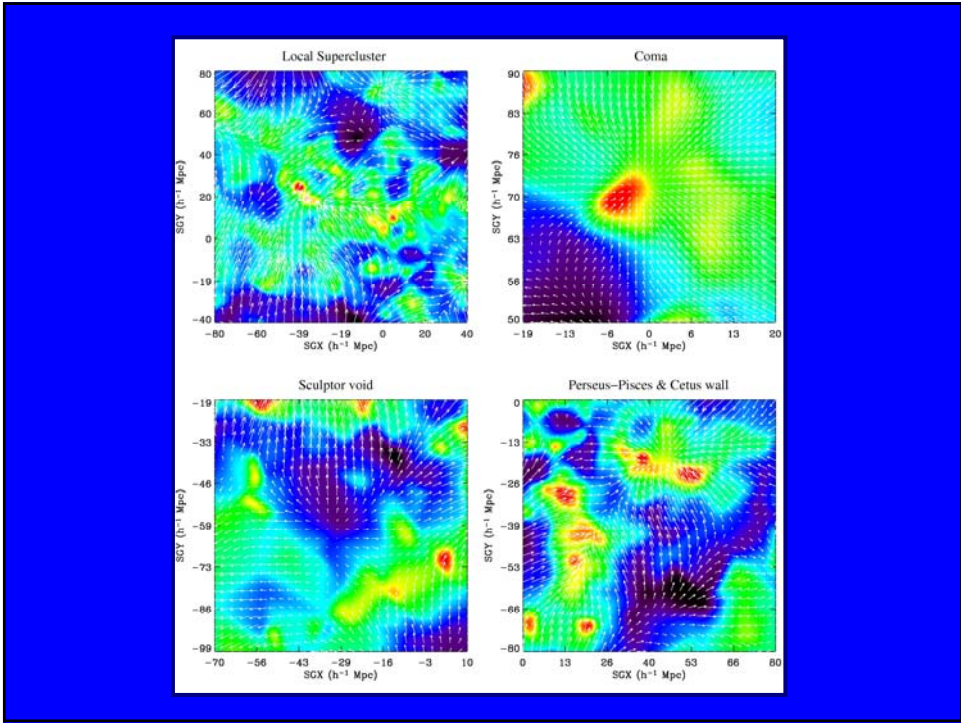 Local Supercluster
80
60
40
20
0
−19
−40
SGY (h⁻¹ Mpc)
−80 −60 −39 −19 0 20 40
SGX (h⁻¹ Mpc)
Coma
90
83
76
70
63
56
50
SGY (h⁻¹ Mpc)
−19 −13 −6 0 6 13 20
SGX (h⁻¹ Mpc)
Sculptor void
−19
−33
−46
−59
−73
−86
−99
SGY (h⁻¹ Mpc)
−70 −56 −43 −29 −16 −3 10
SGX (h⁻¹ Mpc)
Perseus−Pisces & Cetus wall
0
−13
−26
−39
−53
−66
−80
SGY (h⁻¹ Mpc)
0 13 26 40 53 66 80
SGX (h⁻¹ Mpc)